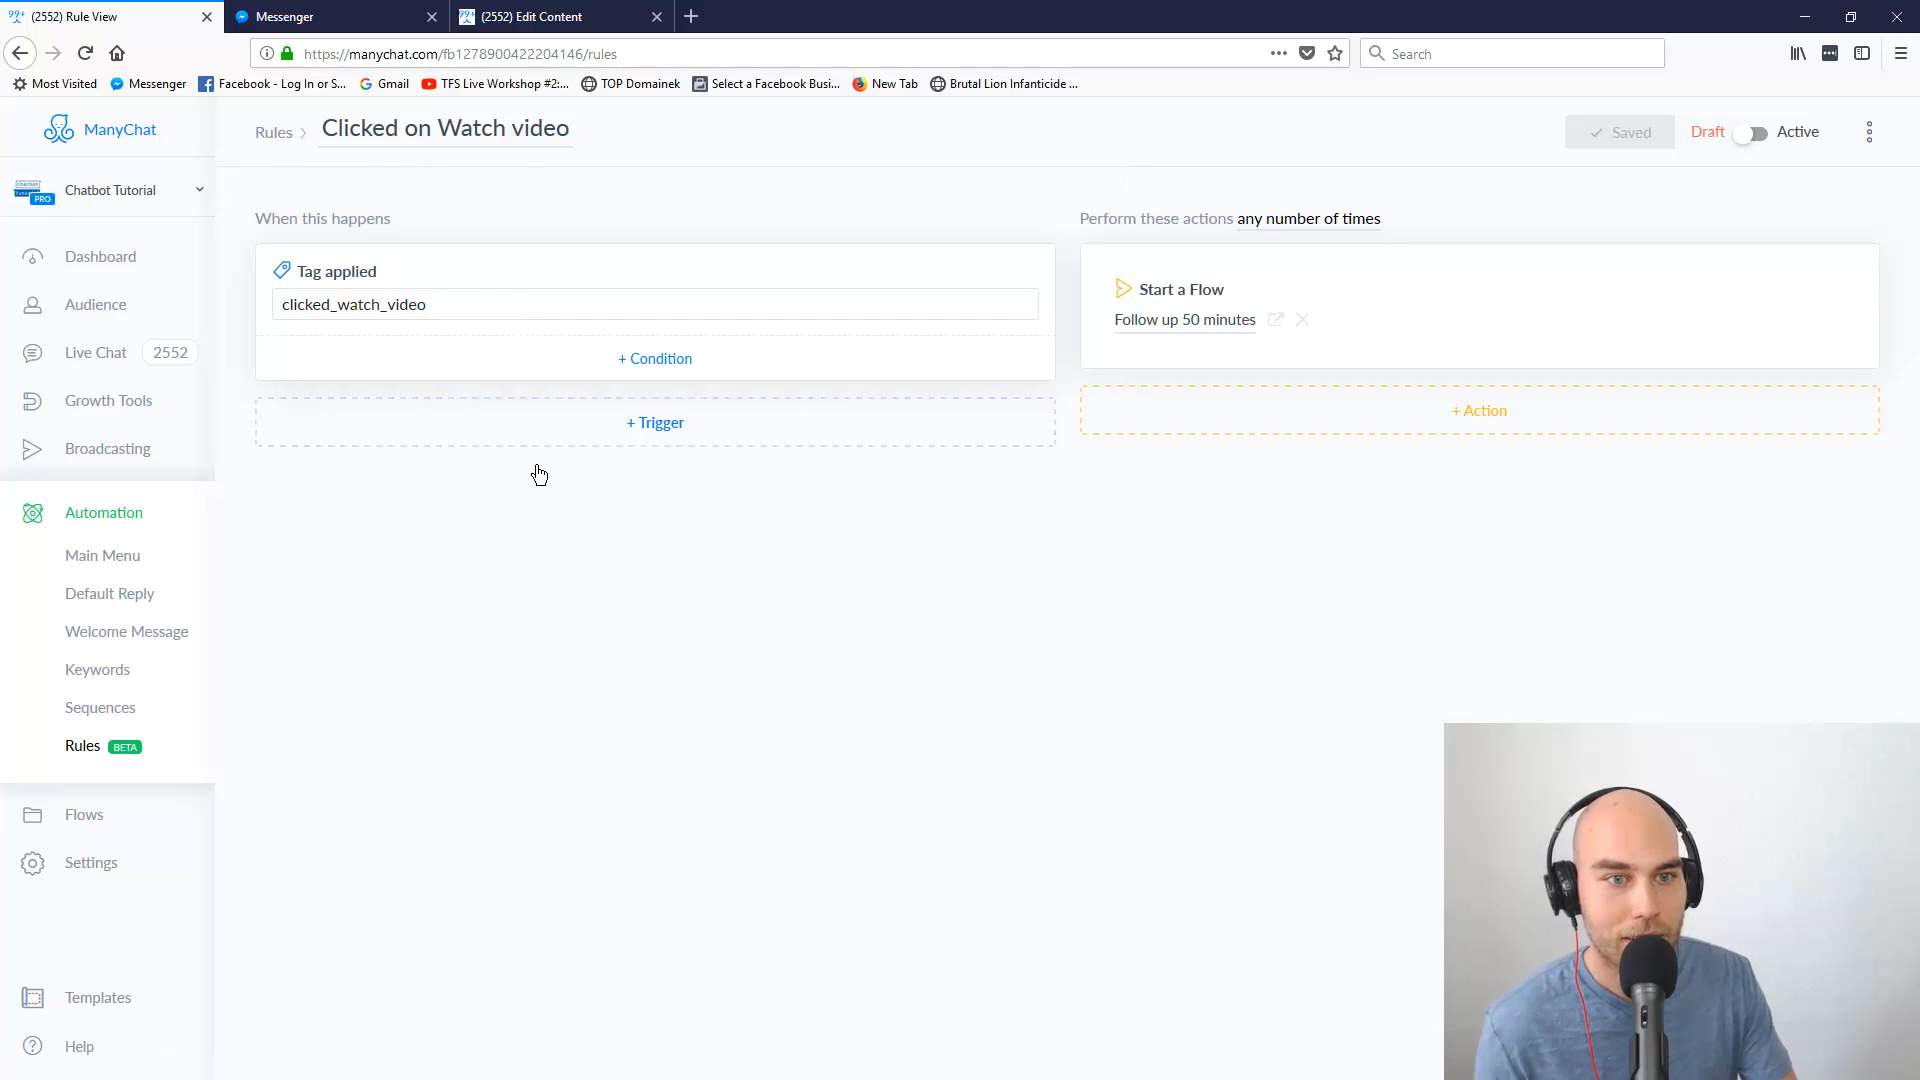 (2552) Rule View
Messenger
(2552) Edit Content
https://manychat.com/fb1278900422204146/rules
Search
Most Visited
Messenger
Facebook - Log In or S...
Gmail
TFS Live Workshop #2:...
TOP Domainek
Select a Facebook Busi...
New Tab
Brutal Lion Infanticide ...
ManyChat
Rules > Clicked on Watch video
Saved
Draft
Active
PRO
Chatbot Tutorial
When this happens
Perform these actions any number of times
Tag applied
clicked_watch_video
+ Condition
+ Trigger
Start a Flow
Follow up 50 minutes
+ Action
Dashboard
Audience
Live Chat 2552
Growth Tools
Broadcasting
Automation
Main Menu
Default Reply
Welcome Message
Keywords
Sequences
Rules BETA
Flows
Settings
Templates
Help